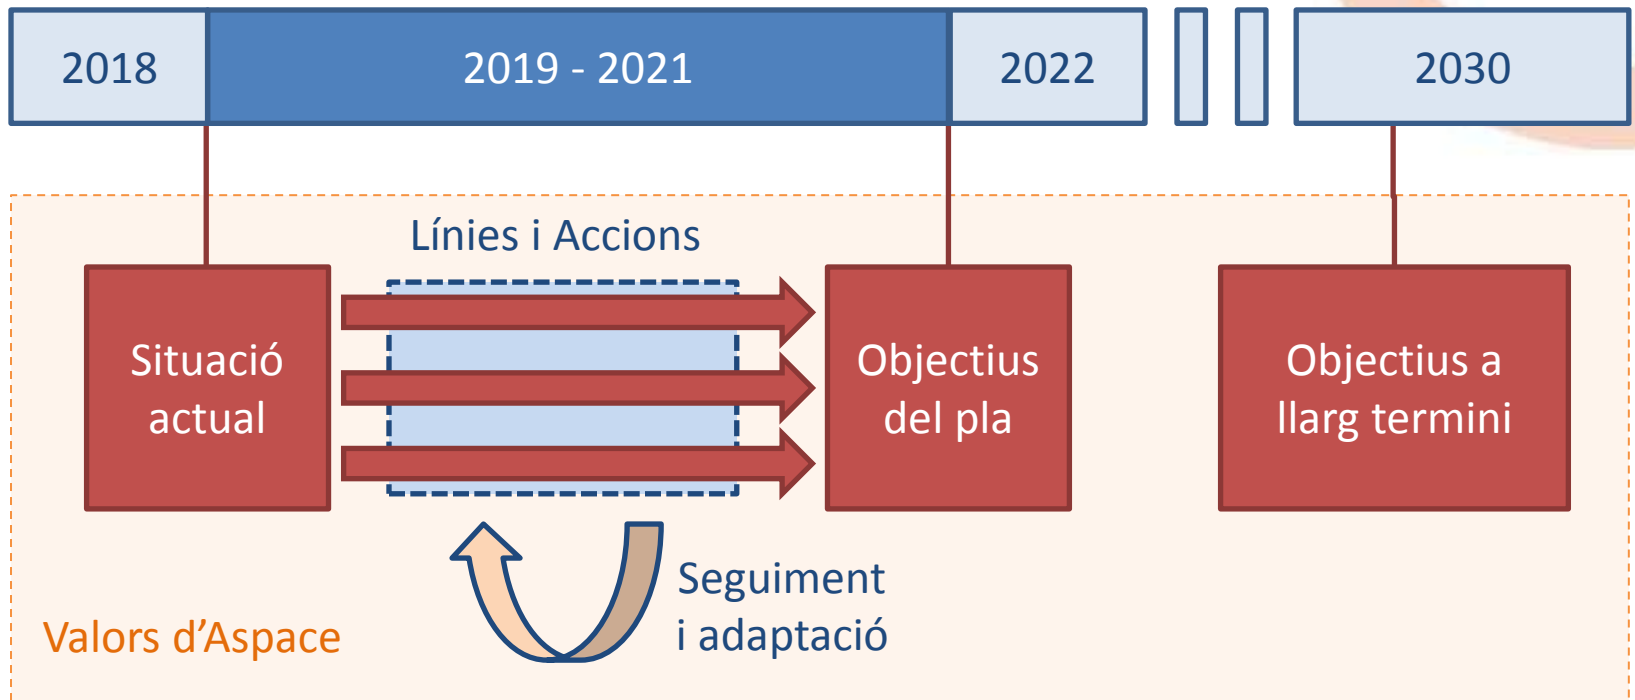 2018
2019 - 2021
2022
2030
Línies i Accions
Situació
actual
Objectius
del pla
Objectius a
llarg termini
Seguiment
i adaptació
Valors d’Aspace